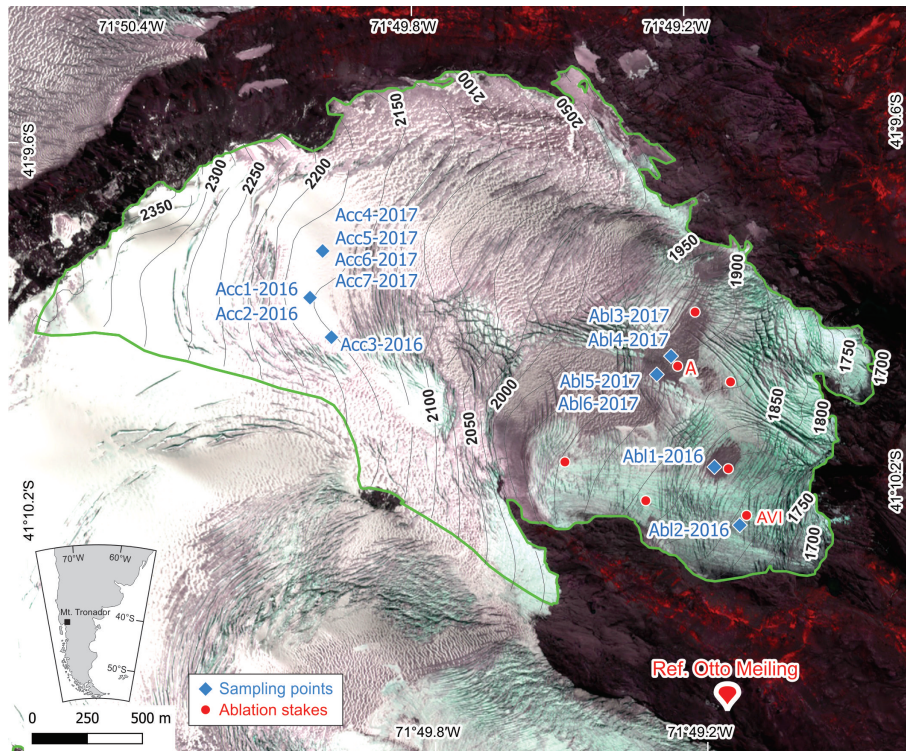 71°50.4'W
71°49.8'W
71°49.2'W
41°9.6'S
41°9.6'S
2350
2300
2250
2200
2150
2100
2050
1950
1900
Acc4-2017
Acc5-2017
Acc6-2017
Acc7-2017
Acc1-2016
Acc2-2016
Acc3-2016
Abl3-2017
Abl4-2017
A
Abl5-2017
Abl6-2017
1750
1700
1850
1800
2000
2100
2050
Abl1-2016
Abl2-2016
AVI
1750
1700
41°10.2'S
41°10.2'S
70°W
60°W
Mt. Tronador
40°S
50°S
Ref. Otto Meiling
Sampling points
Ablation stakes
0
250
500 m
71°49.8'W
71°49.2'W